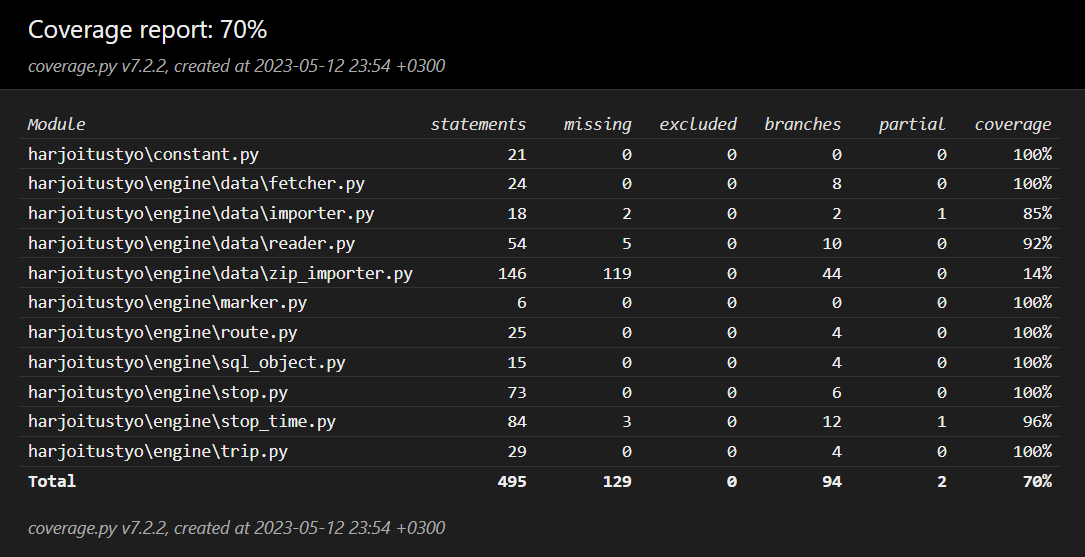 Coverage report: 70%
coverage.py v7.2.2, created at 2023-05-12 23:54 +0300
Module statements missing excluded branches partial coverage
harjoitustyo\constant.py 21 0 0 0 0 100%
harjoitustyo\engine\data\fetcher.py 24 0 0 8 0 100%
harjoitustyo\engine\data\importer.py 18 2 0 2 1 85%
harjoitustyo\engine\data\reader.py 54 5 0 10 0 92%
harjoitustyo\engine\data\zip_importer.py 146 119 0 44 0 14%
harjoitustyo\engine\marker.py 6 0 0 0 0 100%
harjoitustyo\engine\route.py 25 0 0 4 0 100%
harjoitustyo\engine\sql_object.py 15 0 0 4 0 100%
harjoitustyo\engine\stop.py 73 0 0 6 0 100%
harjoitustyo\engine\stop_time.py 84 3 0 12 1 96%
harjoitustyo\engine\trip.py 29 0 0 4 0 100%
Total 495 129 0 94 2 70%
coverage.py v7.2.2, created at 2023-05-12 23:54 +0300